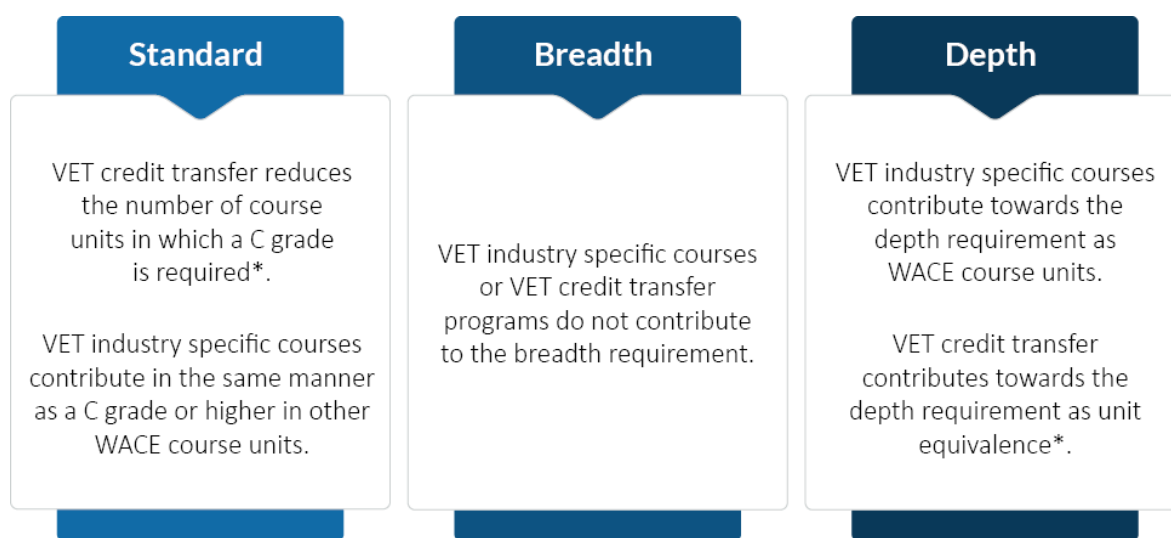 Standard
VET credit transfer reduces
the number of course
units in which a C grade
is required*.
VET industry specific courses
contribute in the same manner
as a C grade or higher in other
WACE course units.
Breadth
VET industry specific courses
or VET credit transfer
programs do not contribute
to the breadth requirement.
Depth
VET industry specific courses
contribute towards the
depth requirement as
WACE course units.
VET credit transfer
contributes towards the
depth requirement as unit
equivalence*.